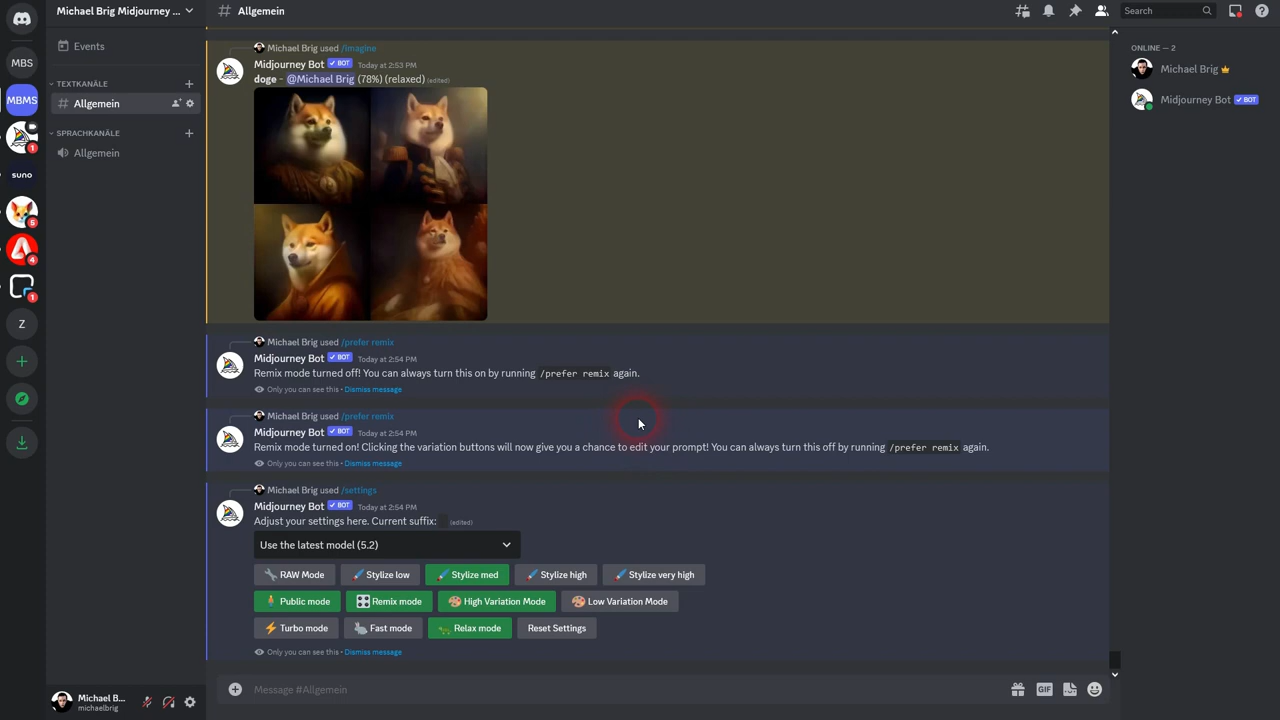 Michael Brig Midjourney ...
Allgemein
Search
MBS
MBMS
suno
Z
1
6
4
1
Events
TEXTKANÄLE
Allgemein
SPRACHKANÄLE
Allgemein
Michael Brig used /imagine
Midjourney Bot BOT Today at 2:53 PM
doge - @Michael Brig (78%) (relaxed) (edited)
Michael Brig used /prefer remix
Midjourney Bot BOT Today at 2:54 PM
Remix mode turned off! You can always turn this on by running /prefer remix again.
Only you can see this • Dismiss message
Michael Brig used /prefer remix
Midjourney Bot BOT Today at 2:54 PM
Remix mode turned on! Clicking the variation buttons will now give you a chance to edit your prompt! You can always turn this off by running /prefer remix again.
Only you can see this • Dismiss message
Michael Brig used /settings
Midjourney Bot BOT Today at 2:54 PM
Adjust your settings here. Current suffix: (edited)
Use the latest model (5.2)
RAW Mode Stylize low Stylize med Stylize high Stylize very high
Public mode Remix mode High Variation Mode Low Variation Mode
Turbo mode Fast mode Relax mode Reset Settings
Only you can see this • Dismiss message
Message #Allgemein
GIF
Michael B...
michaelbrig
ONLINE — 2
Michael Brig
Midjourney Bot BOT